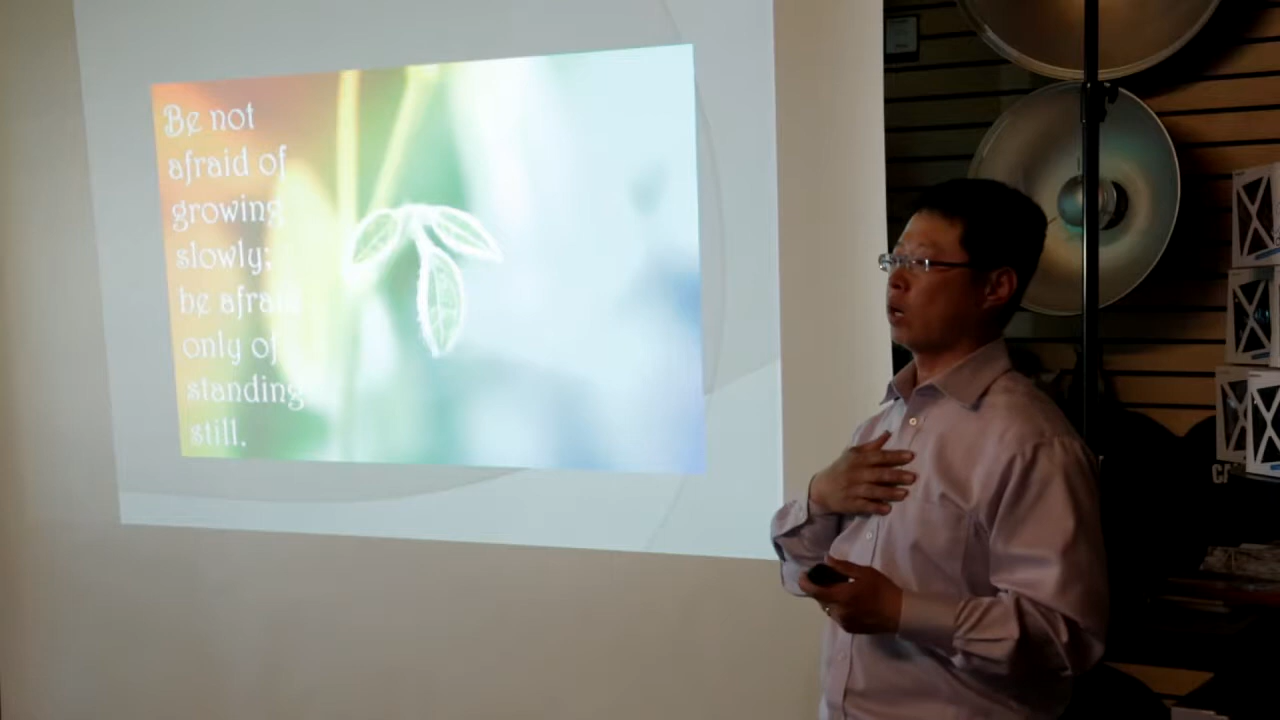 Be not
afraid of
growing
slowly;
be afraid
only of
standing
still.